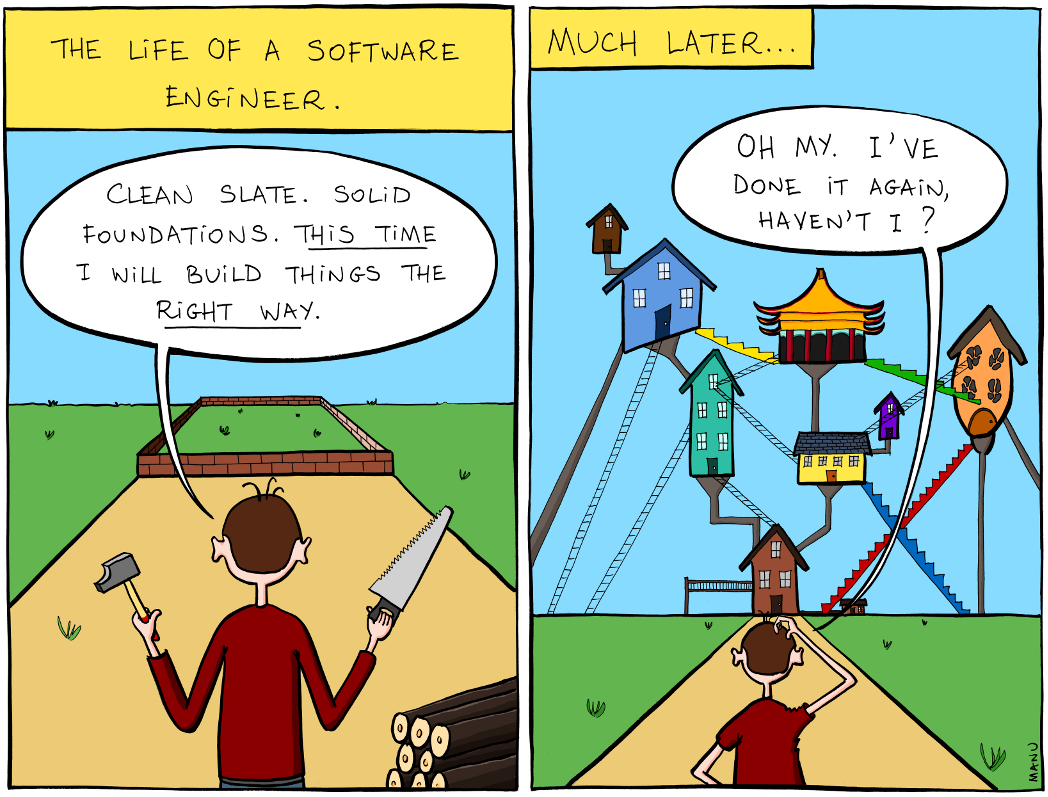 THE LIFE OF A SOFTWARE
ENGINEER.
CLEAN SLATE. SOLID
FOUNDATIONS. THIS TIME
I WILL BUILD THINGS THE
RIGHT WAY.
MUCH LATER...
OH MY. I'VE
DONE IT AGAIN,
HAVEN'T I?
MANU